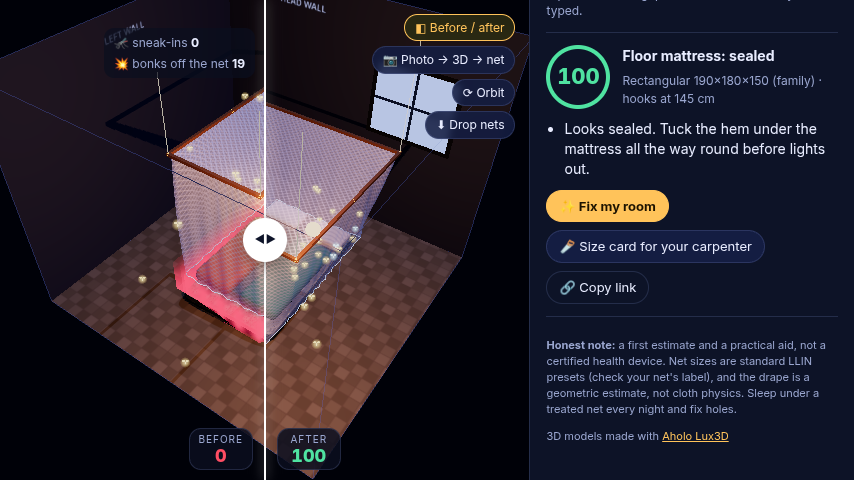 LEFT WALL
HEAD WALL
🦟 sneak-ins 0
💥 bonks off the net 19
◧ Before / after
📷 Photo → 3D → net
⟳ Orbit
⬇ Drop nets
BEFORE
0
AFTER
100
typed.
100
Floor mattress: sealed
Rectangular 190×180×150 (family) ·
hooks at 145 cm
• Looks sealed. Tuck the hem under the
mattress all the way round before lights
out.
✨ Fix my room
🪚 Size card for your carpenter
🔗 Copy link
Honest note: a first estimate and a practical aid, not a
certified health device. Net sizes are standard LLIN
presets (check your net's label), and the drape is a
geometric estimate, not cloth physics. Sleep under a
treated net every night and fix holes.
3D models made with Aholo Lux3D